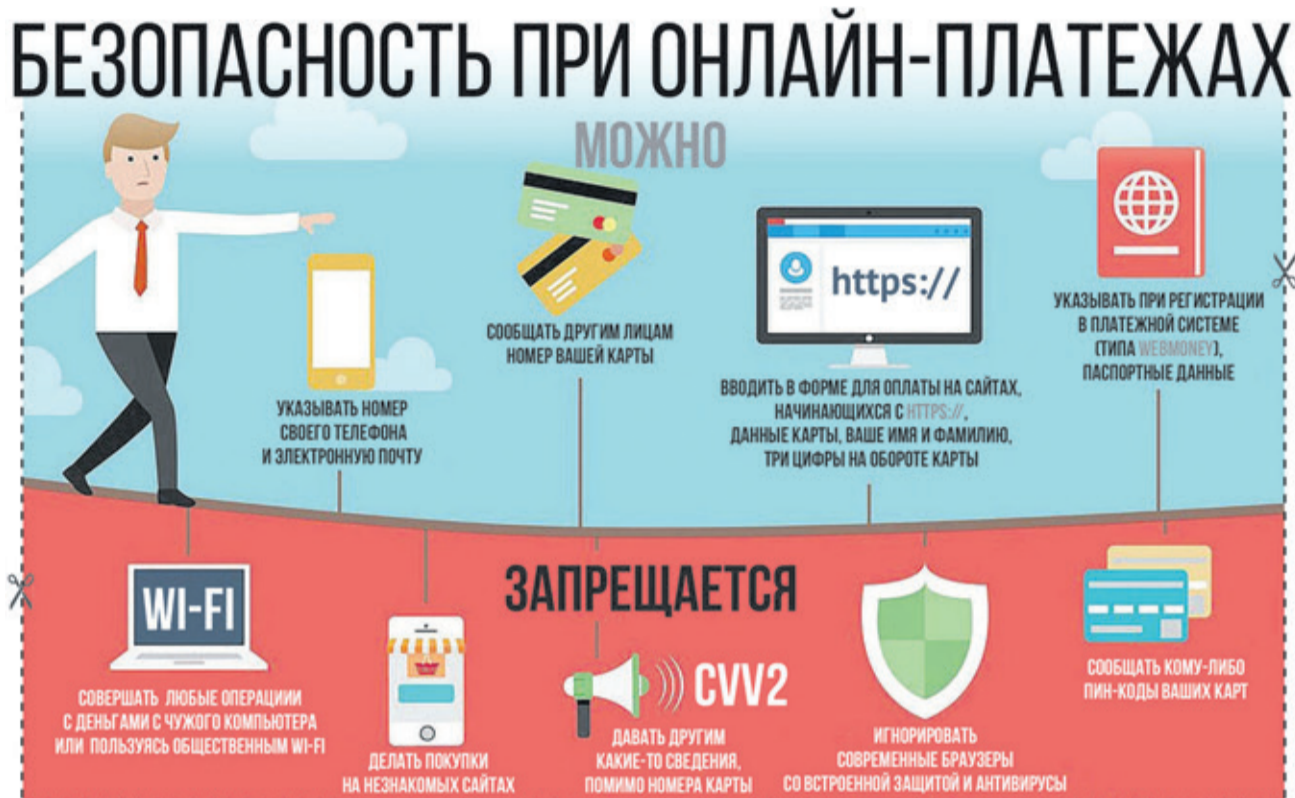 БЕЗОПАСНОСТЬ ПРИ ОНЛАЙН-ПЛАТЕЖАХ
МОЖНО
УКАЗЫВАТЬ НОМЕР
СВОЕГО ТЕЛЕФОНА
И ЭЛЕКТРОННУЮ ПОЧТУ
СООБЩАТЬ ДРУГИМ ЛИЦАМ
НОМЕР ВАШЕЙ КАРТЫ
https://
ВВОДИТЬ В ФОРМЕ ДЛЯ ОПЛАТЫ НА САЙТАХ,
НАЧИНАЮЩИХСЯ С HTTPS://,
ДАННЫЕ КАРТЫ, ВАШЕ ИМЯ И ФАМИЛИЮ,
ТРИ ЦИФРЫ НА ОБОРОТЕ КАРТЫ
УКАЗЫВАТЬ ПРИ РЕГИСТРАЦИИ
В ПЛАТЕЖНОЙ СИСТЕМЕ
(ТИПА WEBMONEY),
ПАСПОРТНЫЕ ДАННЫЕ
ЗАПРЕЩАЕТСЯ
WI-FI
СОВЕРШАТЬ ЛЮБЫЕ ОПЕРАЦИИИ
С ДЕНЬГАМИ С ЧУЖОГО КОМПЬЮТЕРА
ИЛИ ПОЛЬЗУЯСЬ ОБЩЕСТВЕННЫМ WI-FI
ДЕЛАТЬ ПОКУПКИ
НА НЕЗНАКОМЫХ САЙТАХ
CVV2
ДАВАТЬ ДРУГИМ
КАКИЕ-ТО СВЕДЕНИЯ,
ПОМИМО НОМЕРА КАРТЫ
ИГНОРИРОВАТЬ
СОВРЕМЕННЫЕ БРАУЗЕРЫ
СО ВСТРОЕННОЙ ЗАЩИТОЙ И АНТИВИРУСЫ
СООБЩАТЬ КОМУ-ЛИБО
ПИН-КОДЫ ВАШИХ КАРТ